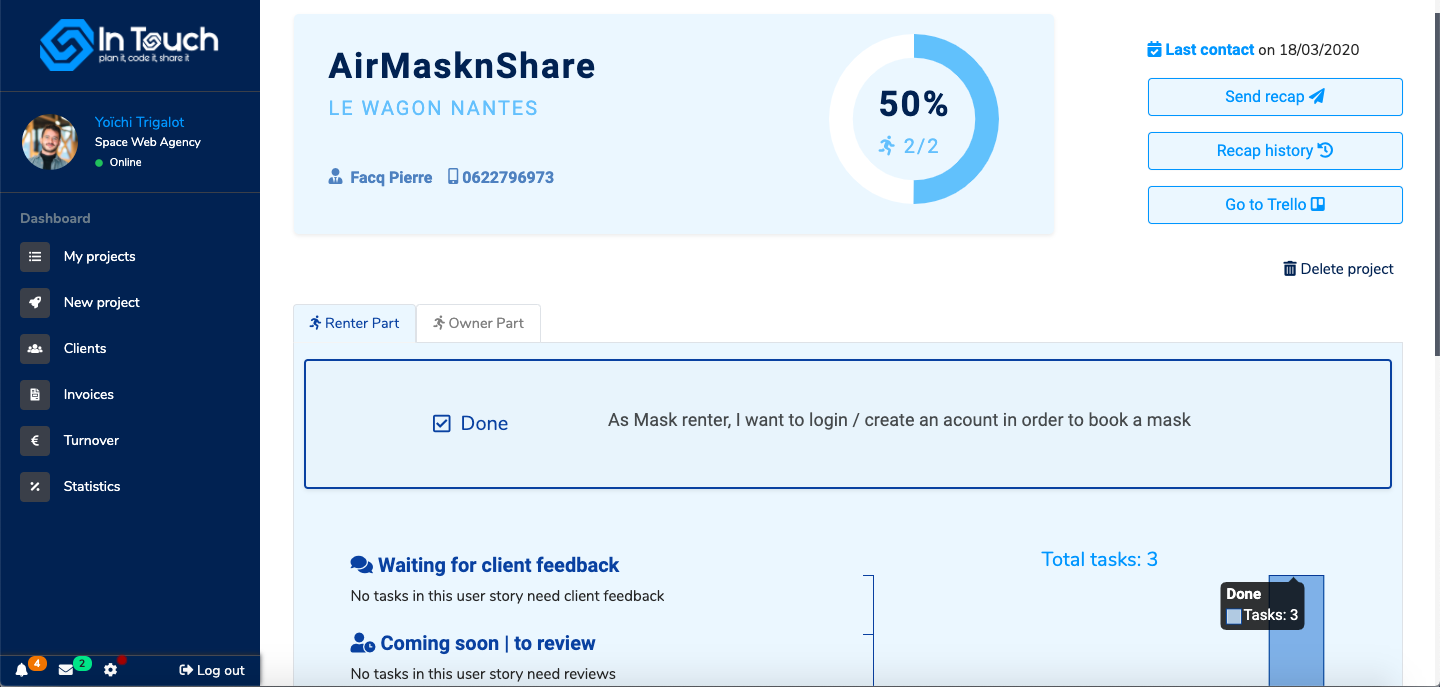 In Touch
plan it, code it, share it
Yoïchi Trigalot
Space Web Agency
Online
Dashboard
My projects
New project
Clients
Invoices
Turnover
Statistics
4
2
Log out
AirMasknShare
LE WAGON NANTES
Facq Pierre 0622796973
50%
2/2
Last contact on 18/03/2020
Send recap
Recap history
Go to Trello
Delete project
Renter Part
Owner Part
Done
As Mask renter, I want to login / create an acount in order to book a mask
Waiting for client feedback
No tasks in this user story need client feedback
Coming soon | to review
No tasks in this user story need reviews
Total tasks: 3
Done
Tasks: 3